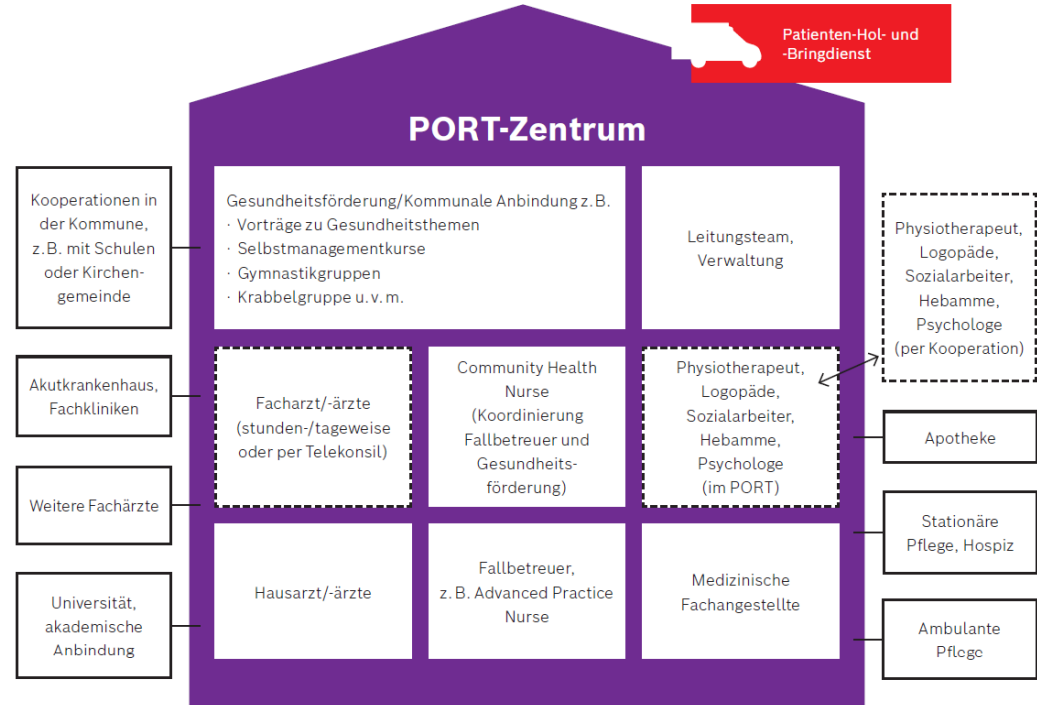 Patienten-Hol- und
-Bringdienst
PORT-Zentrum
Kooperationen in
der Kommune,
z. B. mit Schulen
oder Kirchen-
gemeinde
Akutkrankenhaus,
Fachkliniken
Weitere Fachärzte
Universität,
akademische
Anbindung
Gesundheitsförderung/Kommunale Anbindung z. B.
· Vorträge zu Gesundheitsthemen
· Selbstmanagementkurse
· Gymnastikgruppen
· Krabbelgruppe u. v. m.
Leitungsteam,
Verwaltung
Facharzt/-ärzte
(stunden-/tageweise
oder per Telekonsil)
Community Health
Nurse
(Koordinierung
Fallbetreuer und
Gesundheits-
förderung)
Physiotherapeut,
Logopäde,
Sozialarbeiter,
Hebamme,
Psychologe
(im PORT)
Hausarzt/-ärzte
Fallbetreuer,
z. B. Advanced Practice
Nurse
Medizinische
Fachangestellte
Physiotherapeut,
Logopäde,
Sozialarbeiter,
Hebamme,
Psychologe
(per Kooperation)
Apotheke
Stationäre
Pflege, Hospiz
Ambulante
Pflege